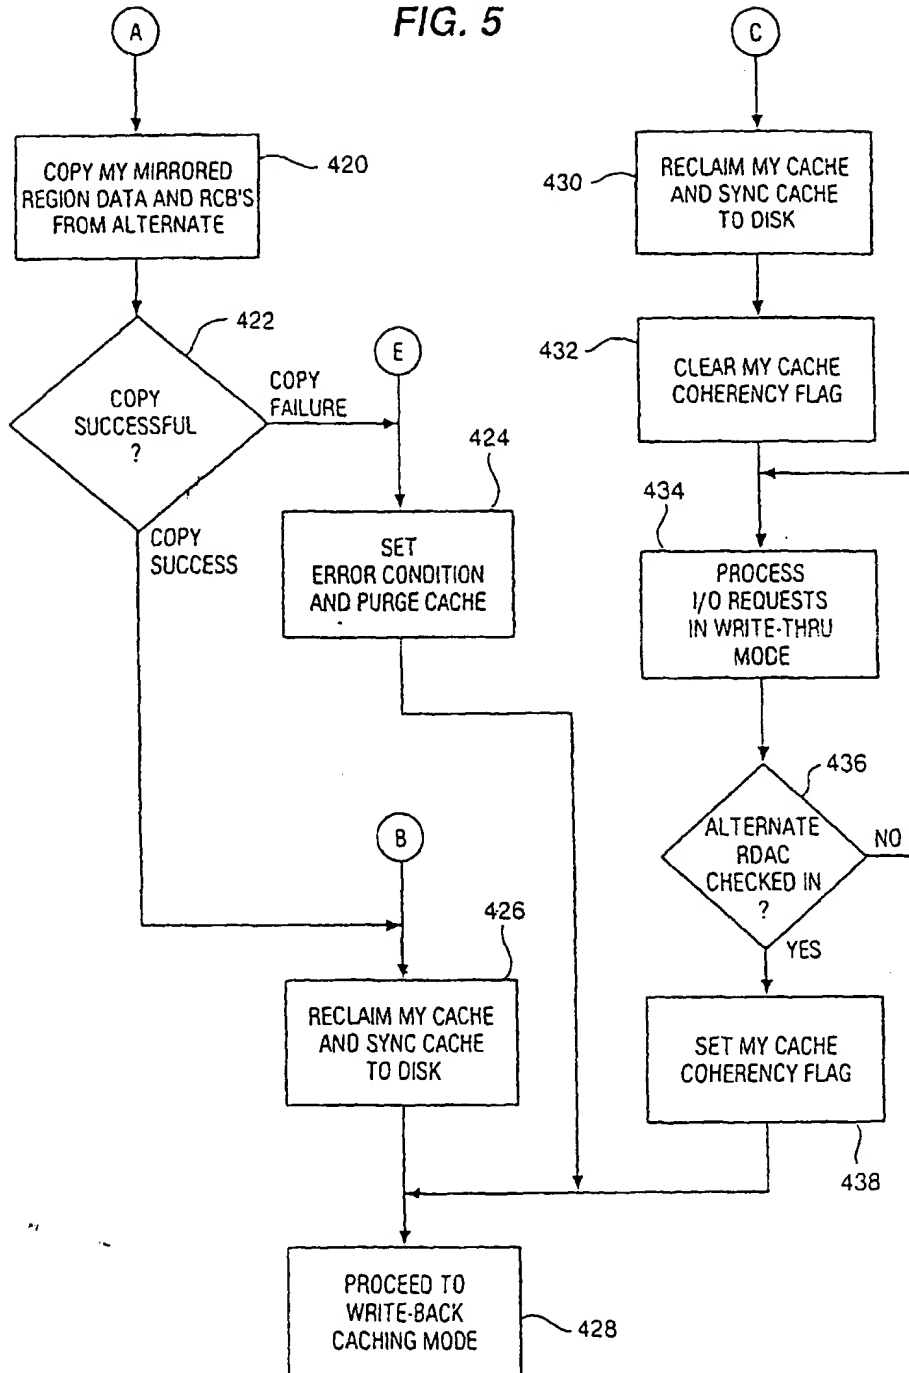 FIG. 5
A
COPY MY MIRRORED
REGION DATA AND RCB'S
FROM ALTERNATE
420
422
COPY
SUCCESSFUL
?
COPY
FAILURE
COPY
SUCCESS
E
424
SET
ERROR CONDITION
AND PURGE CACHE
B
426
RECLAIM MY CACHE
AND SYNC CACHE
TO DISK
PROCEED TO
WRITE-BACK
CACHING MODE
428
C
430
RECLAIM MY CACHE
AND SYNC CACHE
TO DISK
432
CLEAR MY CACHE
COHERENCY FLAG
434
PROCESS
I/O REQUESTS
IN WRITE-THRU
MODE
436
ALTERNATE
RDAC
CHECKED IN
?
NO
YES
SET MY CACHE
COHERENCY FLAG
438